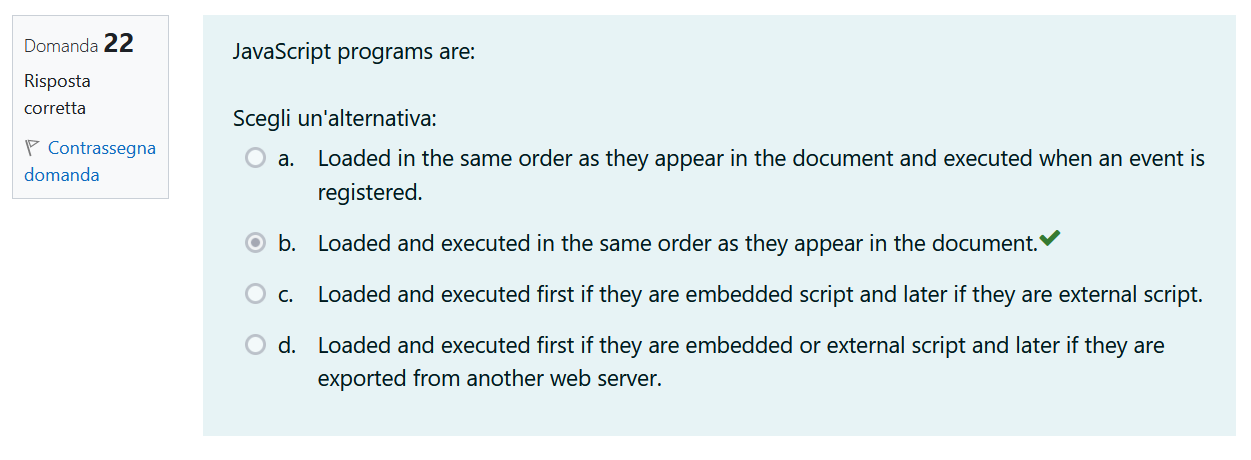 Domanda 22
Risposta
corretta
Contrassegna
domanda
JavaScript programs are:
Scegli un'alternativa:
a. Loaded in the same order as they appear in the document and executed when an event is
registered.
b. Loaded and executed in the same order as they appear in the document.
c. Loaded and executed first if they are embedded script and later if they are external script.
d. Loaded and executed first if they are embedded or external script and later if they are
exported from another web server.